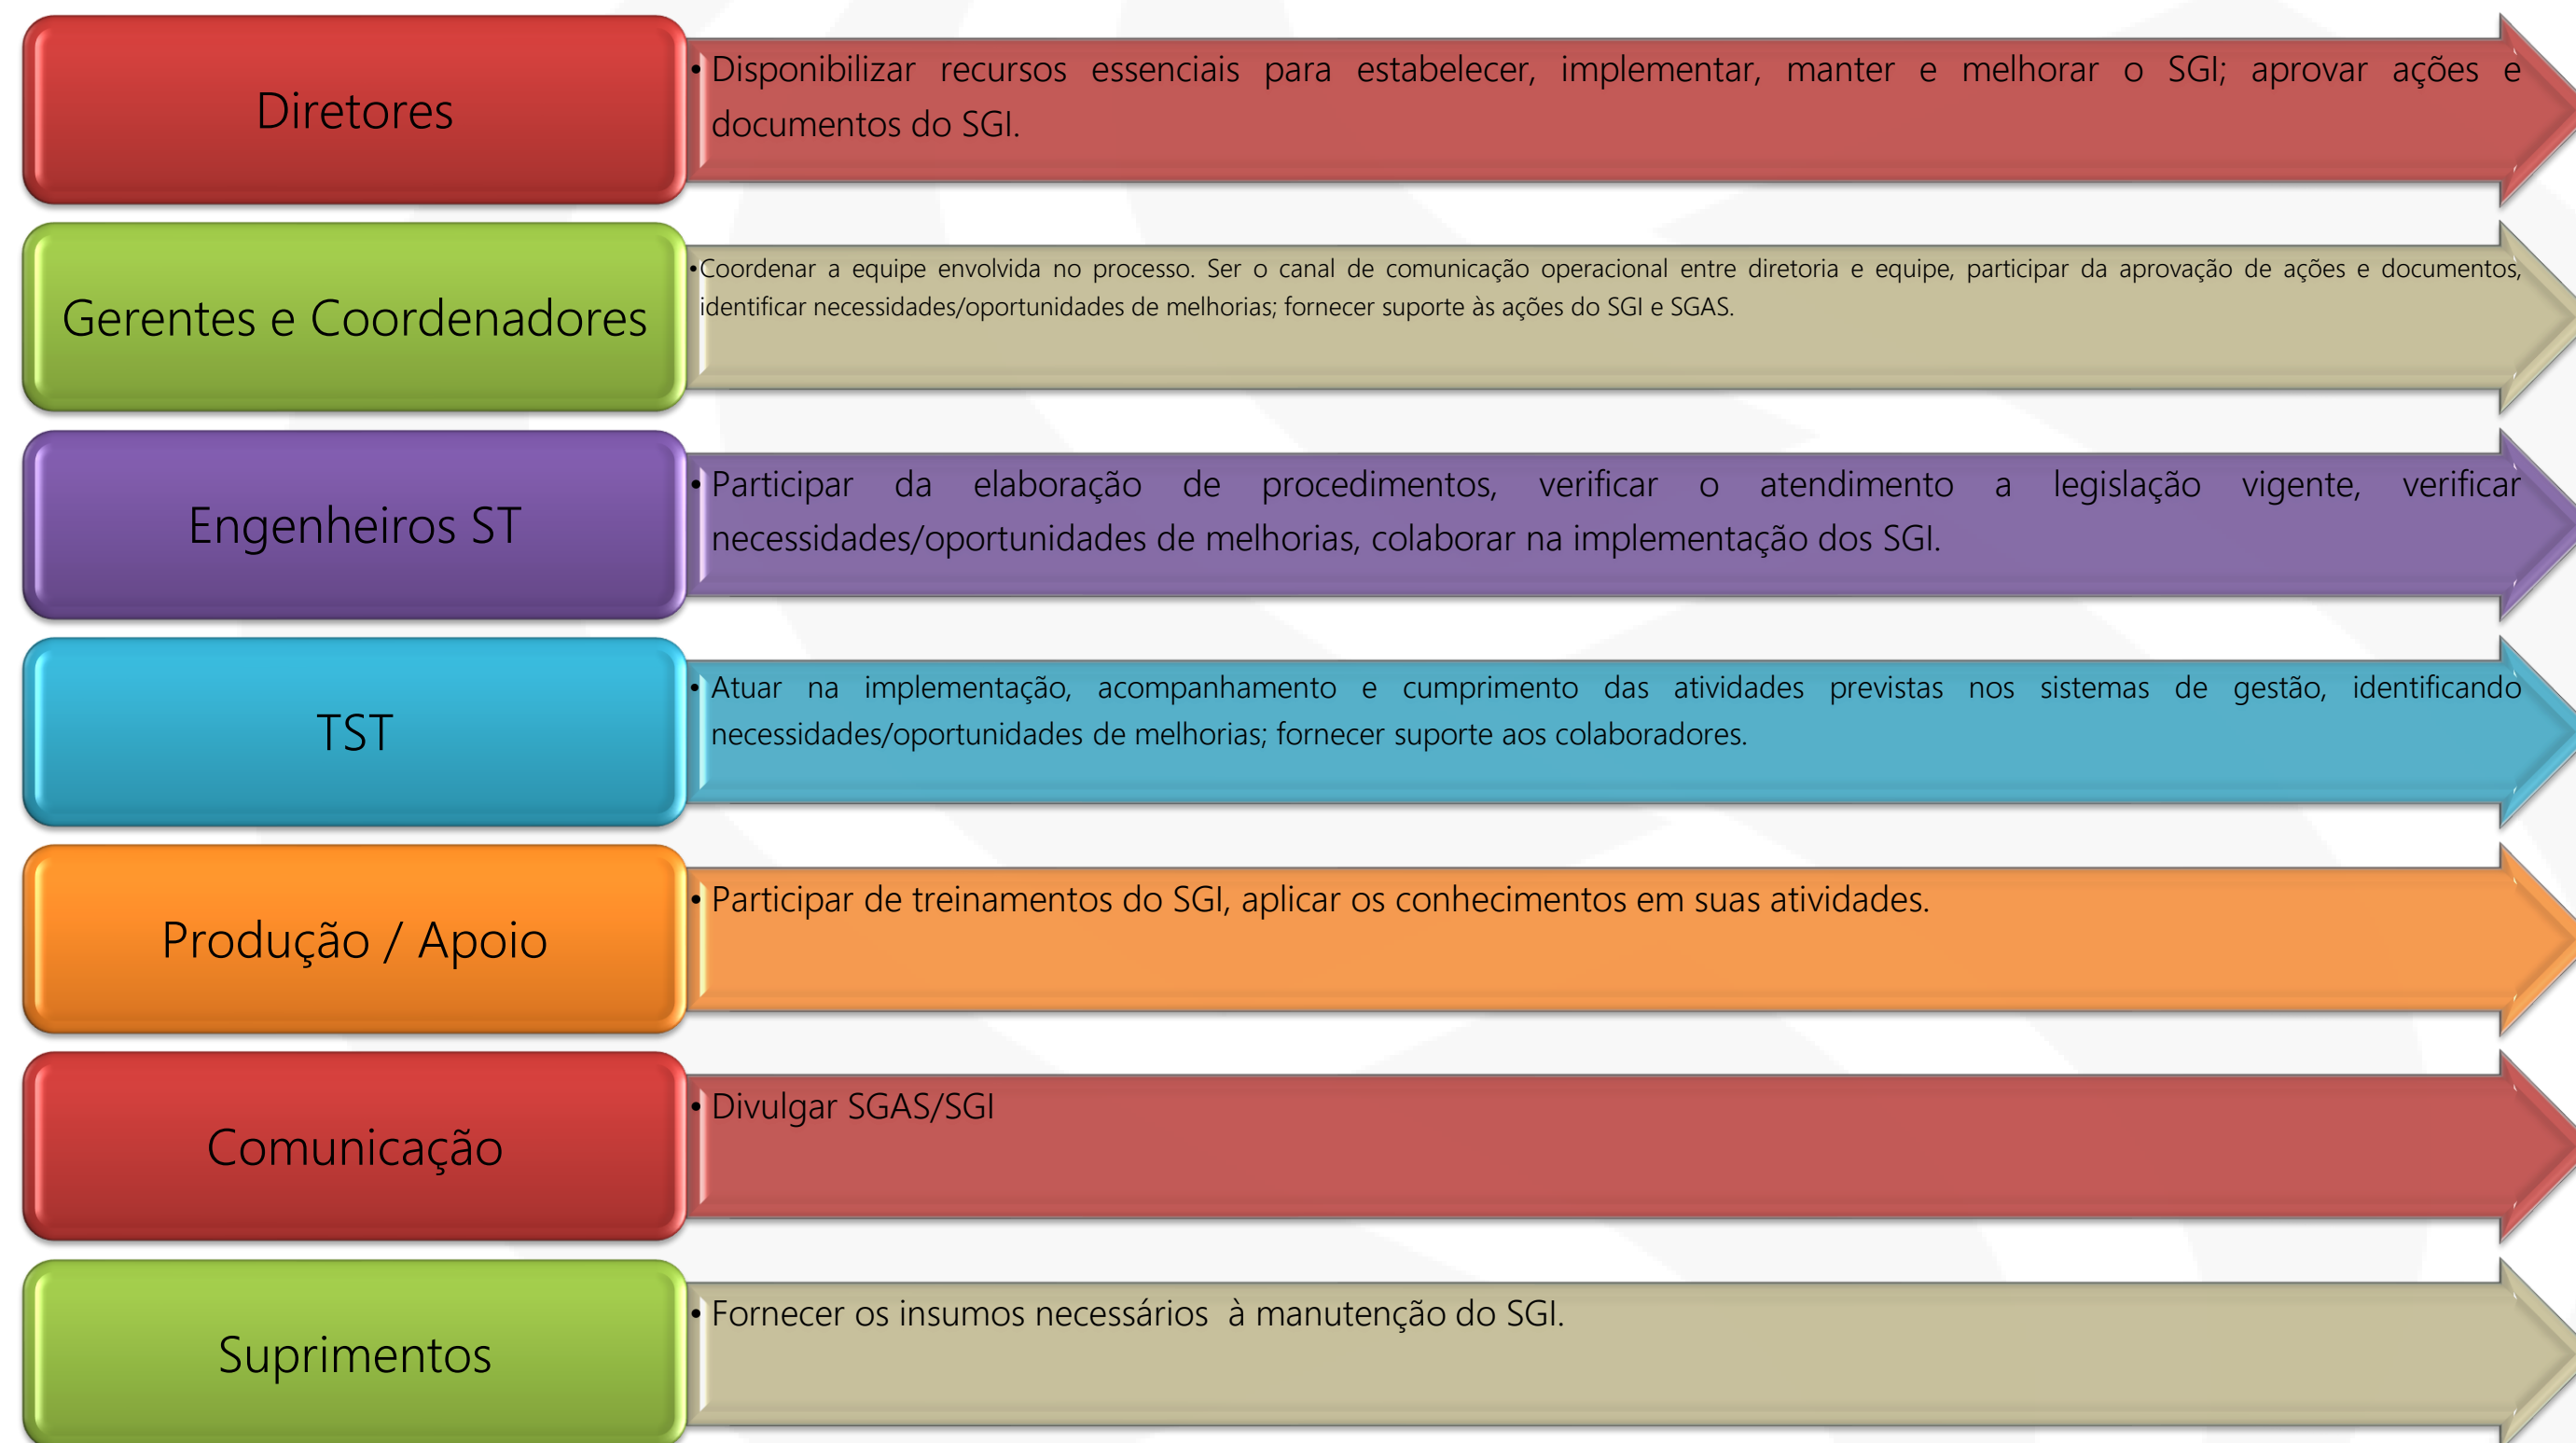 Diretores
• Disponibilizar recursos essenciais para estabelecer, implementar, manter e melhorar o SGI; aprovar ações e
documentos do SGI.
Gerentes e Coordenadores
•Coordenar a equipe envolvida no processo. Ser o canal de comunicação operacional entre diretoria e equipe, participar da aprovação de ações e documentos,
identificar necessidades/oportunidades de melhorias; fornecer suporte às ações do SGI e SGAS.
Engenheiros ST
• Participar da elaboração de procedimentos, verificar o atendimento a legislação vigente, verificar
necessidades/oportunidades de melhorias, colaborar na implementação dos SGI.
TST
• Atuar na implementação, acompanhamento e cumprimento das atividades previstas nos sistemas de gestão, identificando
necessidades/oportunidades de melhorias; fornecer suporte aos colaboradores.
Produção / Apoio
• Participar de treinamentos do SGI, aplicar os conhecimentos em suas atividades.
Comunicação
• Divulgar SGAS/SGI
Suprimentos
• Fornecer os insumos necessários  à manutenção do SGI.